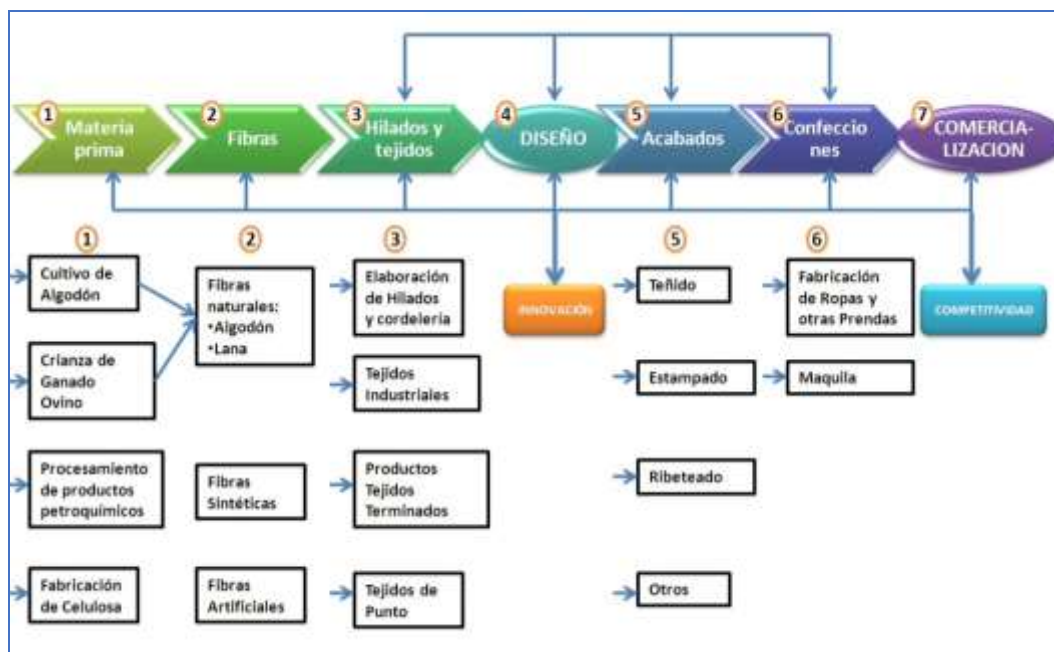 1
Materia
prima
2
Fibras
3
Hilados y
tejidos
4
DISEÑO
5
Acabados
6
Confeccio
nes
7
COMERCIA-
LIZACION
1
Cultivo de
Algodón
Crianza de
Ganado
Ovino
Procesamiento
de productos
petroquímicos
Fabricación
de Celulosa
2
Fibras
naturales:
•Algodón
•Lana
Fibras
Sintéticas
Fibras
Artificiales
3
Elaboración
de Hilados
y cordelería
Tejidos
Industriales
Productos
Tejidos
Terminados
Tejidos de
Punto
INNOVACIÓN
5
Teñido
Estampado
Ribeteado
Otros
6
Fabricación
de Ropas y
otras Prendas
Maquila
COMPETITIVIDAD